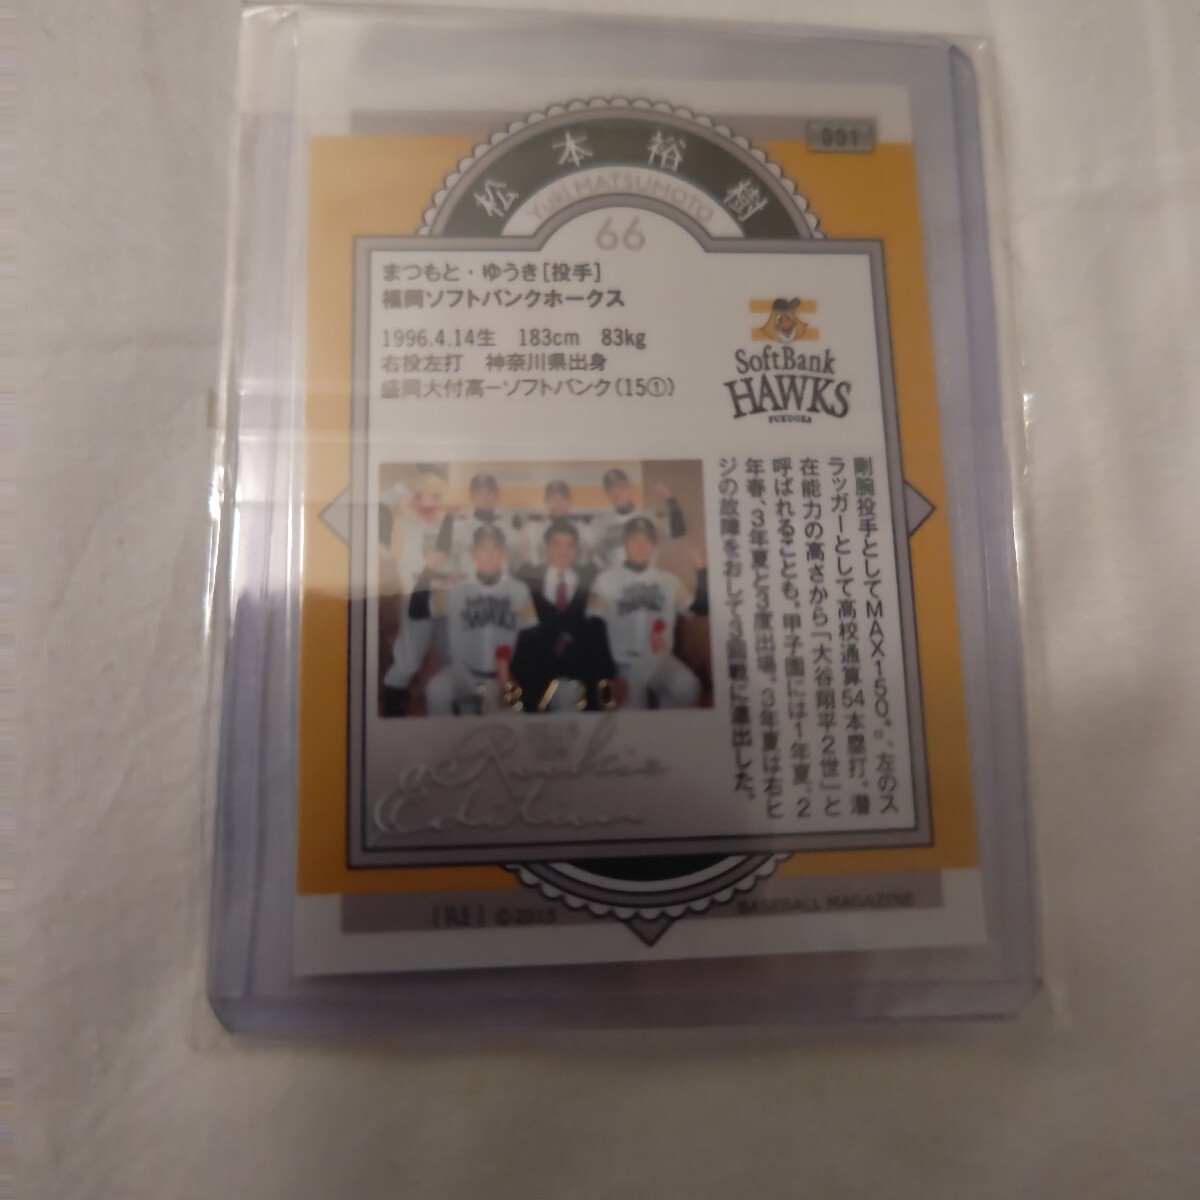 001
松本裕樹
Yuki MATSUMOTO
66
まつもと・ゆうき[投手]
福岡ソフトバンクホークス
1996.4.14生 183cm 83kg
右投左打 神奈川県出身
盛岡大付高ーソフトバンク(15①)
SoftBank
HAWKS
FUKUOKA
剛腕投手としてMAX150㌔、左のス
ラッガーとして高校通算54本塁打。潜
在能力の高さから「大谷翔平2世」と
呼ばれることも。甲子園には1年夏、2
年春、3年夏と3度出場。3年夏は右ヒ
ジの故障をおして3回戦に進出した。
Rookie
Edition
[RE] ©2015
BASEBALL MAGAZINE